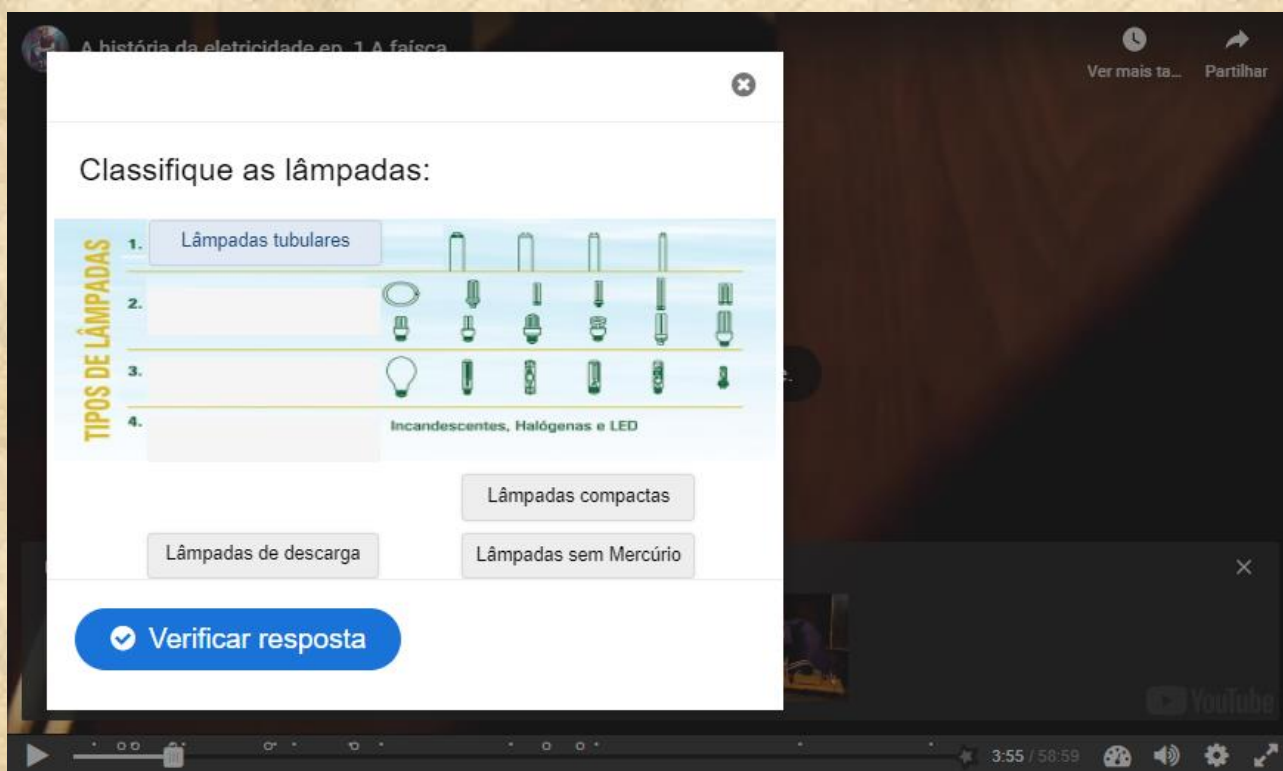 A história da eletricidade ep. 1 A faísca
Ver mais ta...
Partilhar
Classifique as lâmpadas:
TIPOS DE LÂMPADAS
1. Lâmpadas tubulares
2.
3.
4. Incandescentes, Halógenas e LED
Lâmpadas compactas
Lâmpadas de descarga
Lâmpadas sem Mercúrio
Verificar resposta
YouTube
3:55 / 58:59